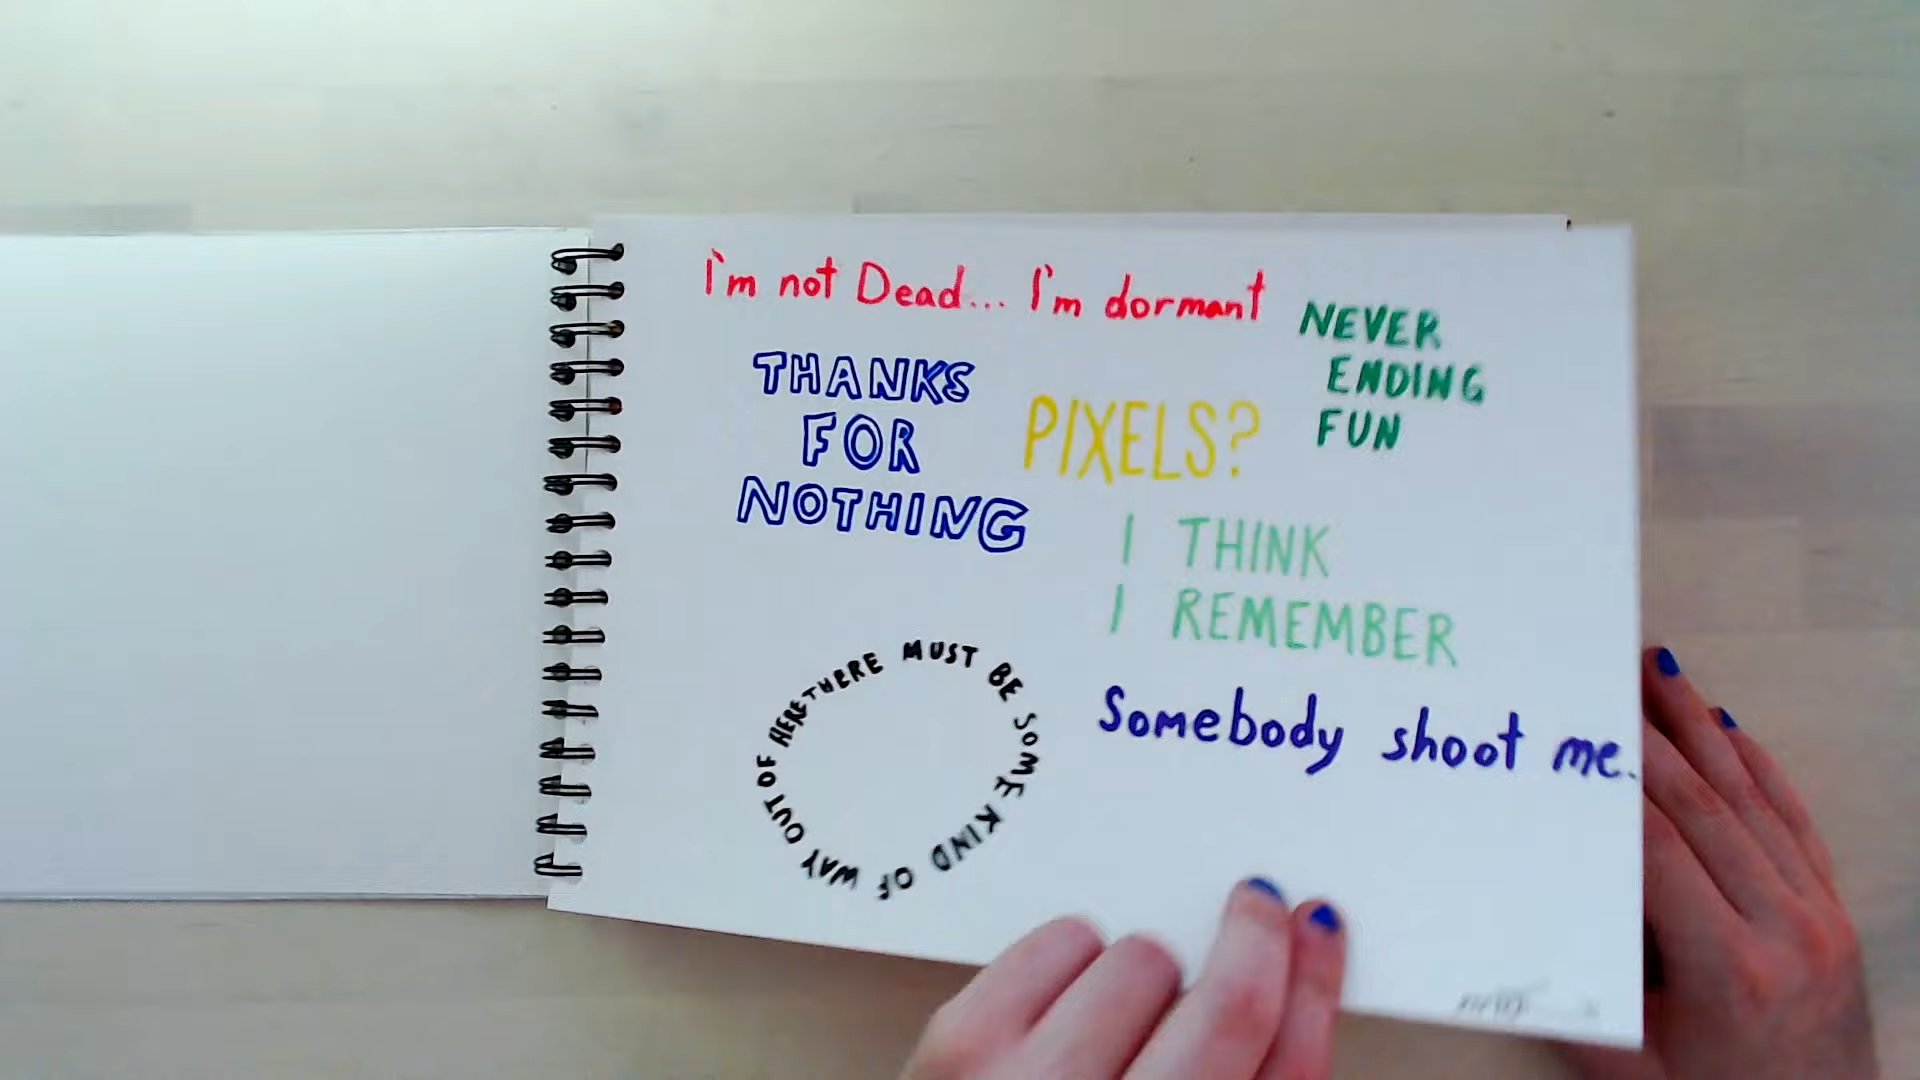 I'm not Dead... I'm dormant
NEVER
ENDING
FUN
THANKS
FOR
NOTHING
PIXELS?
I THINK
I REMEMBER
THERE MUST BE SOME KIND OF WAY OUT OF HERE
Somebody shoot me.